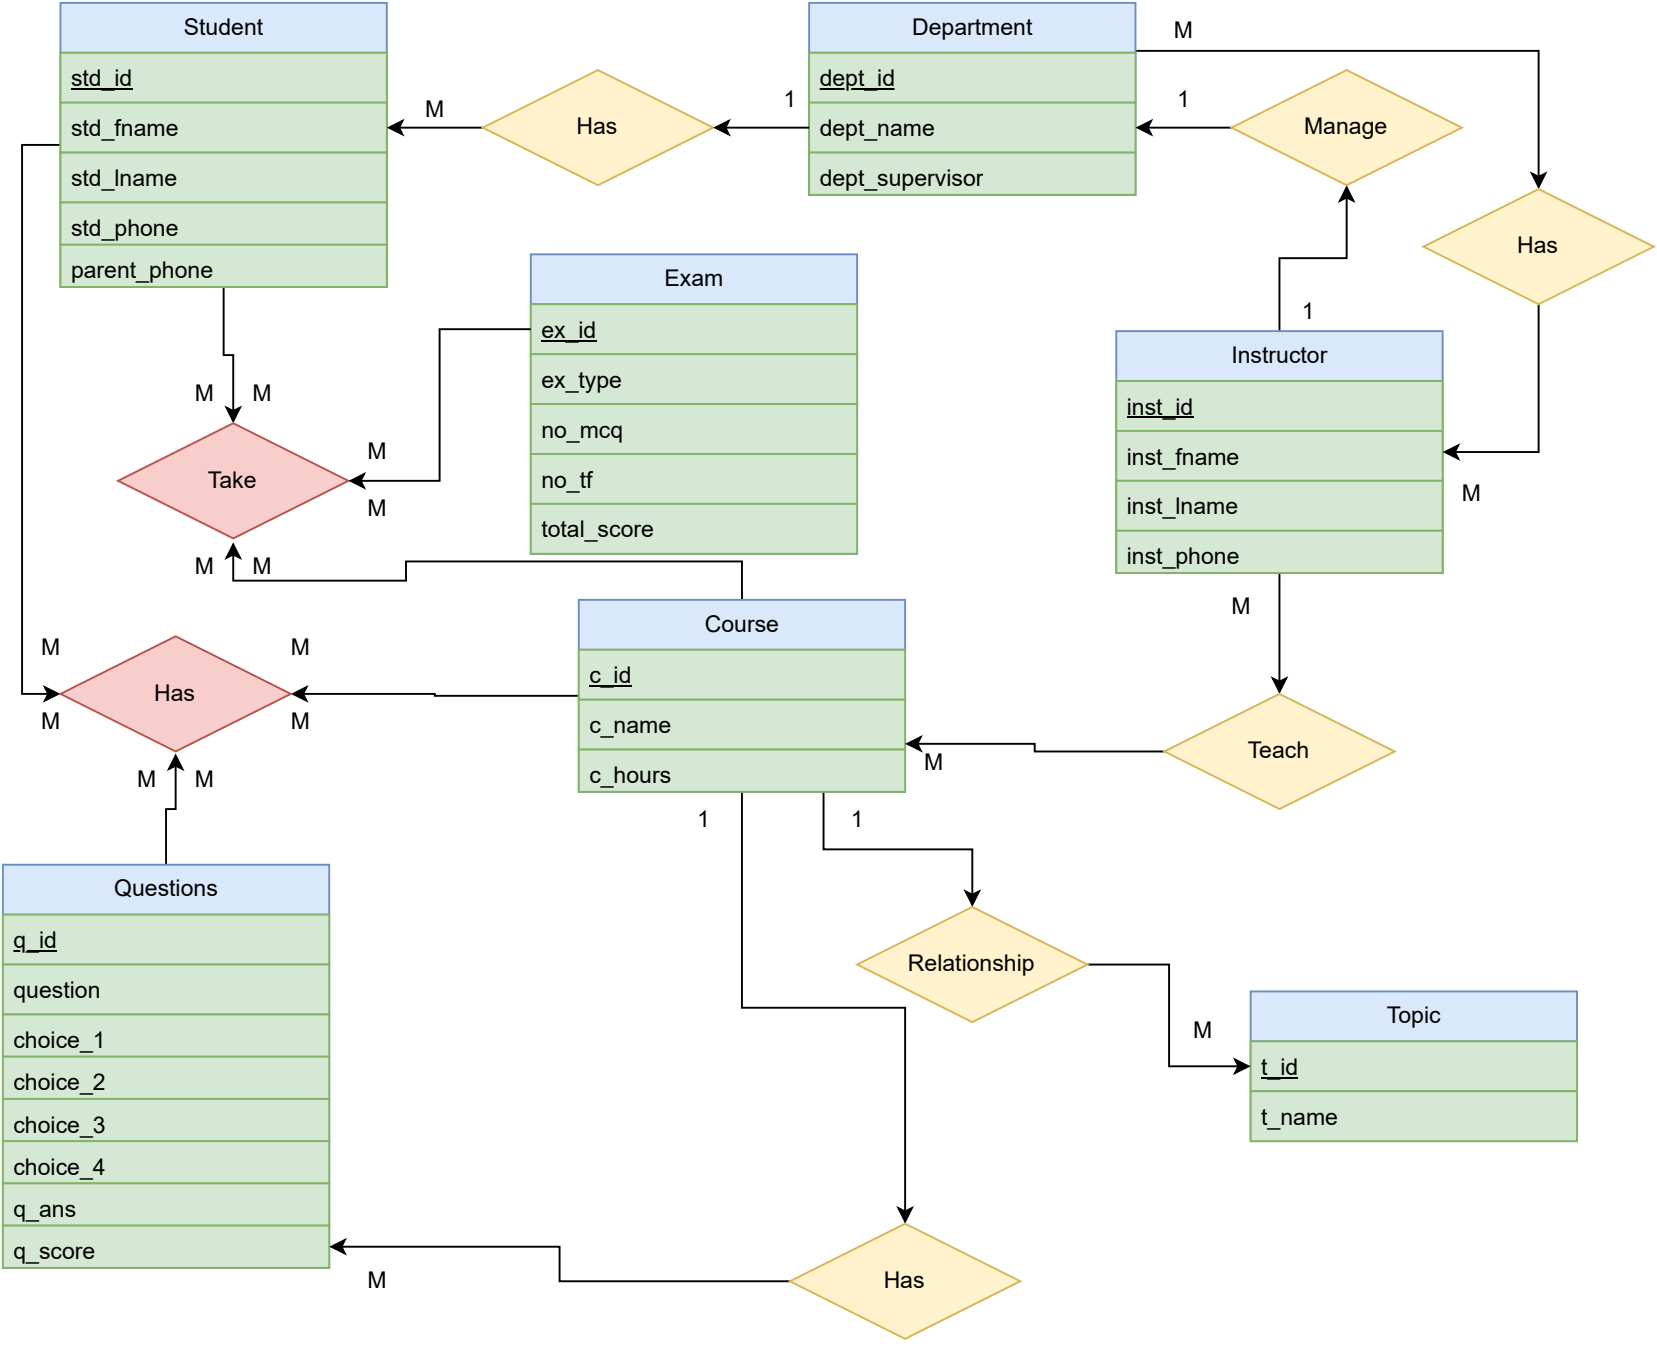 Student
std_id
std_fname
std_lname
std_phone
parent_phone
M
Has
1
Department
dept_id
dept_name
dept_supervisor
M
1
Manage
Has
1
M
Exam
ex_id
ex_type
no_mcq
no_tf
total_score
Instructor
inst_id
inst_fname
inst_lname
inst_phone
M
M M
Take
M
M
M M
M
M
Has
M
M
M M
Course
c_id
c_name
c_hours
M
Teach
1
1
Relationship
M
Topic
t_id
t_name
Questions
q_id
question
choice_1
choice_2
choice_3
choice_4
q_ans
q_score
M
Has